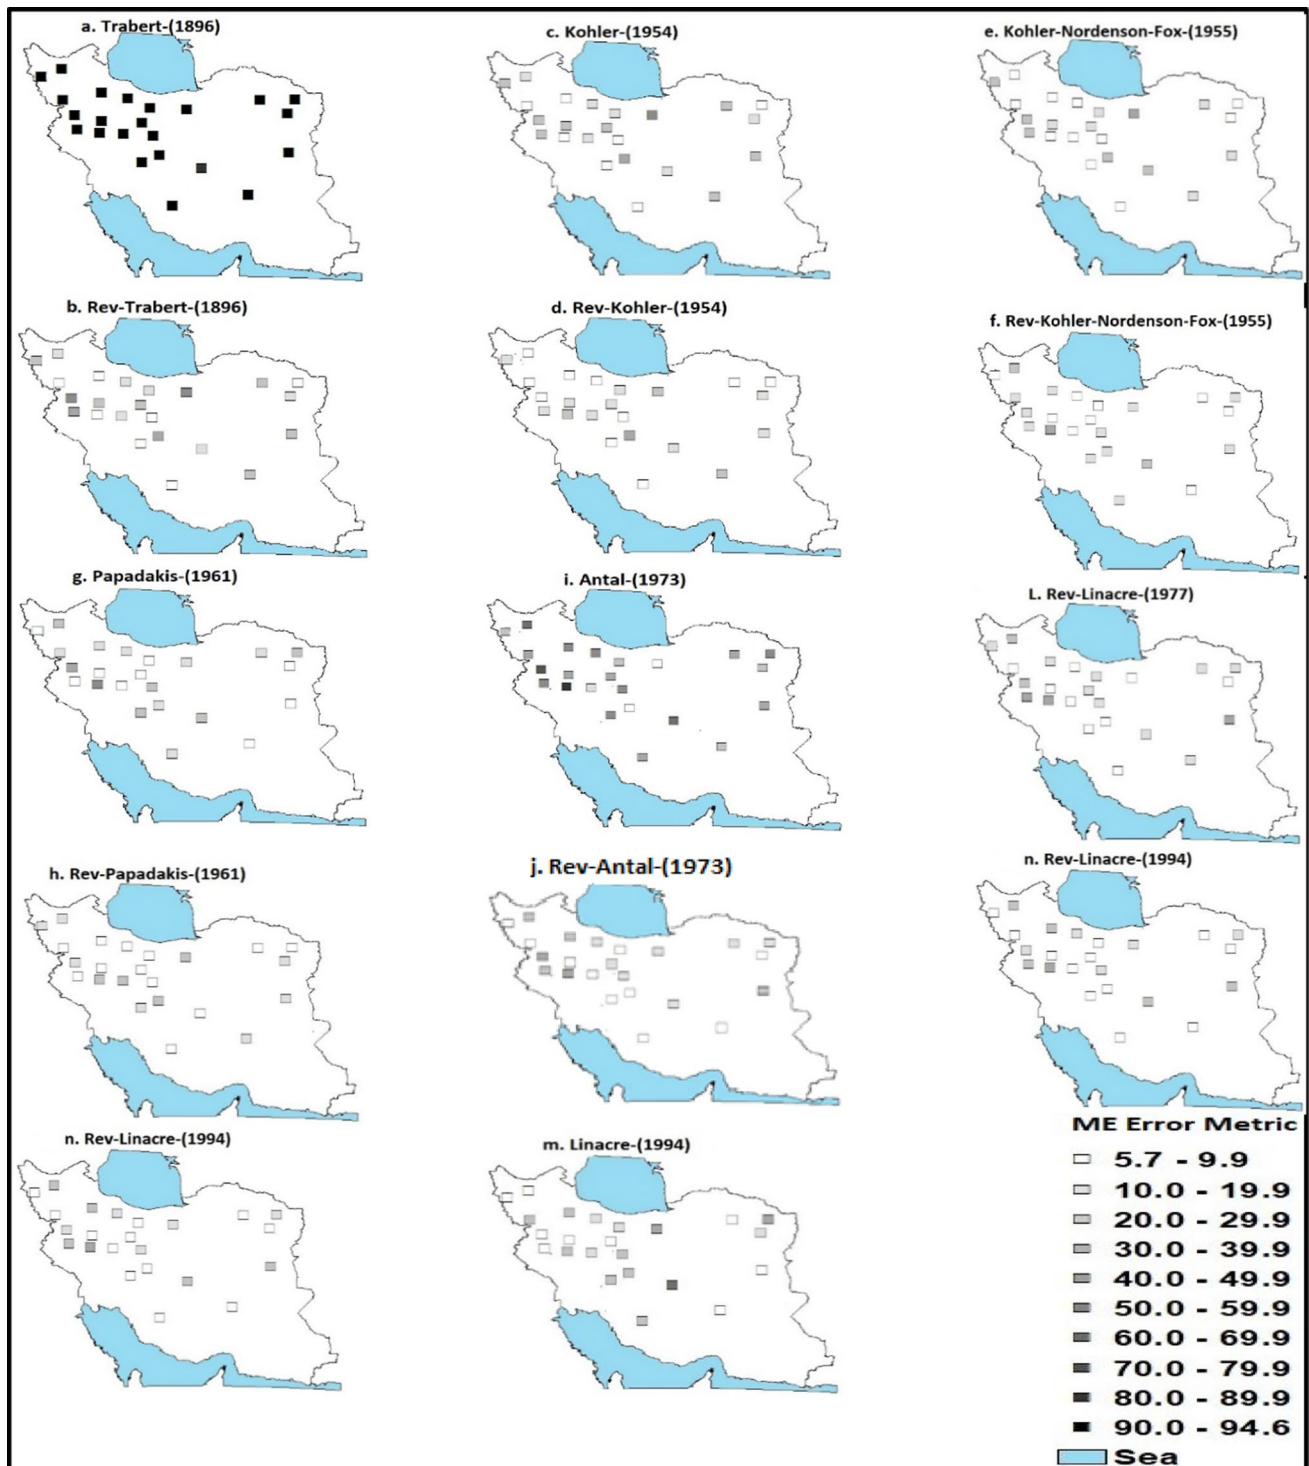 a. Trabert-(1896)
c. Kohler-(1954)
e. Kohler-Nordenson-Fox-(1955)
b. Rev-Trabert-(1896)
d. Rev-Kohler-(1954)
f. Rev-Kohler-Nordenson-Fox-(1955)
g. Papadakis-(1961)
i. Antal-(1973)
L. Rev-Linacre-(1977)
h. Rev-Papadakis-(1961)
j. Rev-Antal-(1973)
n. Rev-Linacre-(1994)
n. Rev-Linacre-(1994)
m. Linacre-(1994)
ME Error Metric
5.7 - 9.9
10.0 - 19.9
20.0 - 29.9
30.0 - 39.9
40.0 - 49.9
50.0 - 59.9
60.0 - 69.9
70.0 - 79.9
80.0 - 89.9
90.0 - 94.6
Sea